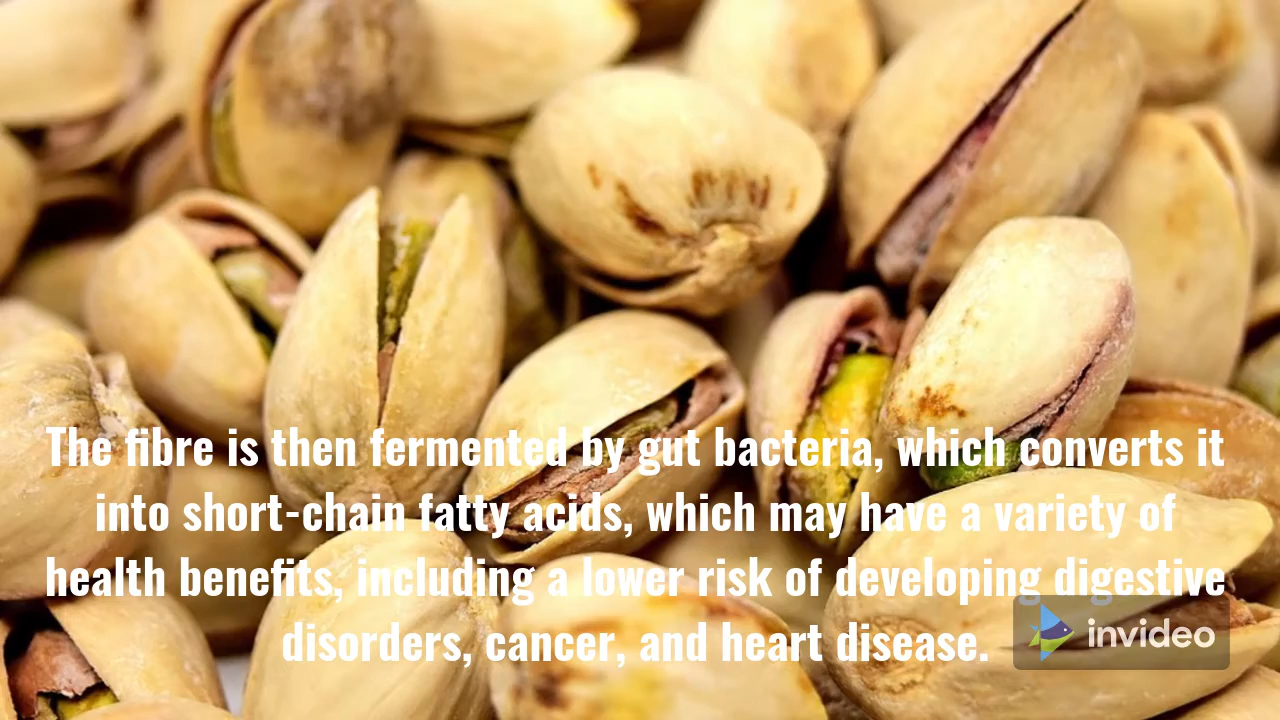 The fibre is then fermented by gut bacteria, which converts it
into short-chain fatty acids, which may have a variety of
health benefits, including a lower risk of developing digestive
disorders, cancer, and heart disease.
invideo